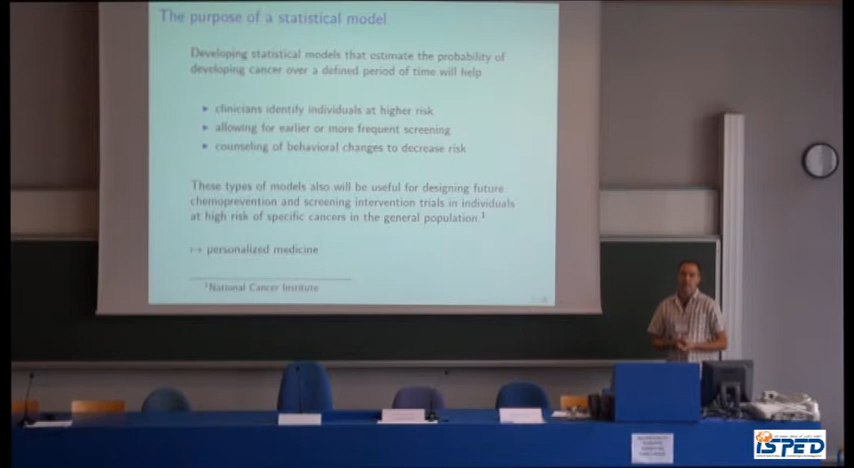 The purpose of a statistical model
Developing statistical models that estimate the probability of
developing cancer over a defined period of time will help
▶ clinicians identify individuals at higher risk
▶ allowing for earlier or more frequent screening
▶ counseling of behavioral changes to decrease risk
These types of models also will be useful for designing future
chemoprevention and screening intervention trials in individuals
at high risk of specific cancers in the general population.¹
↦ personalized medicine
¹National Cancer Institute
ISPED